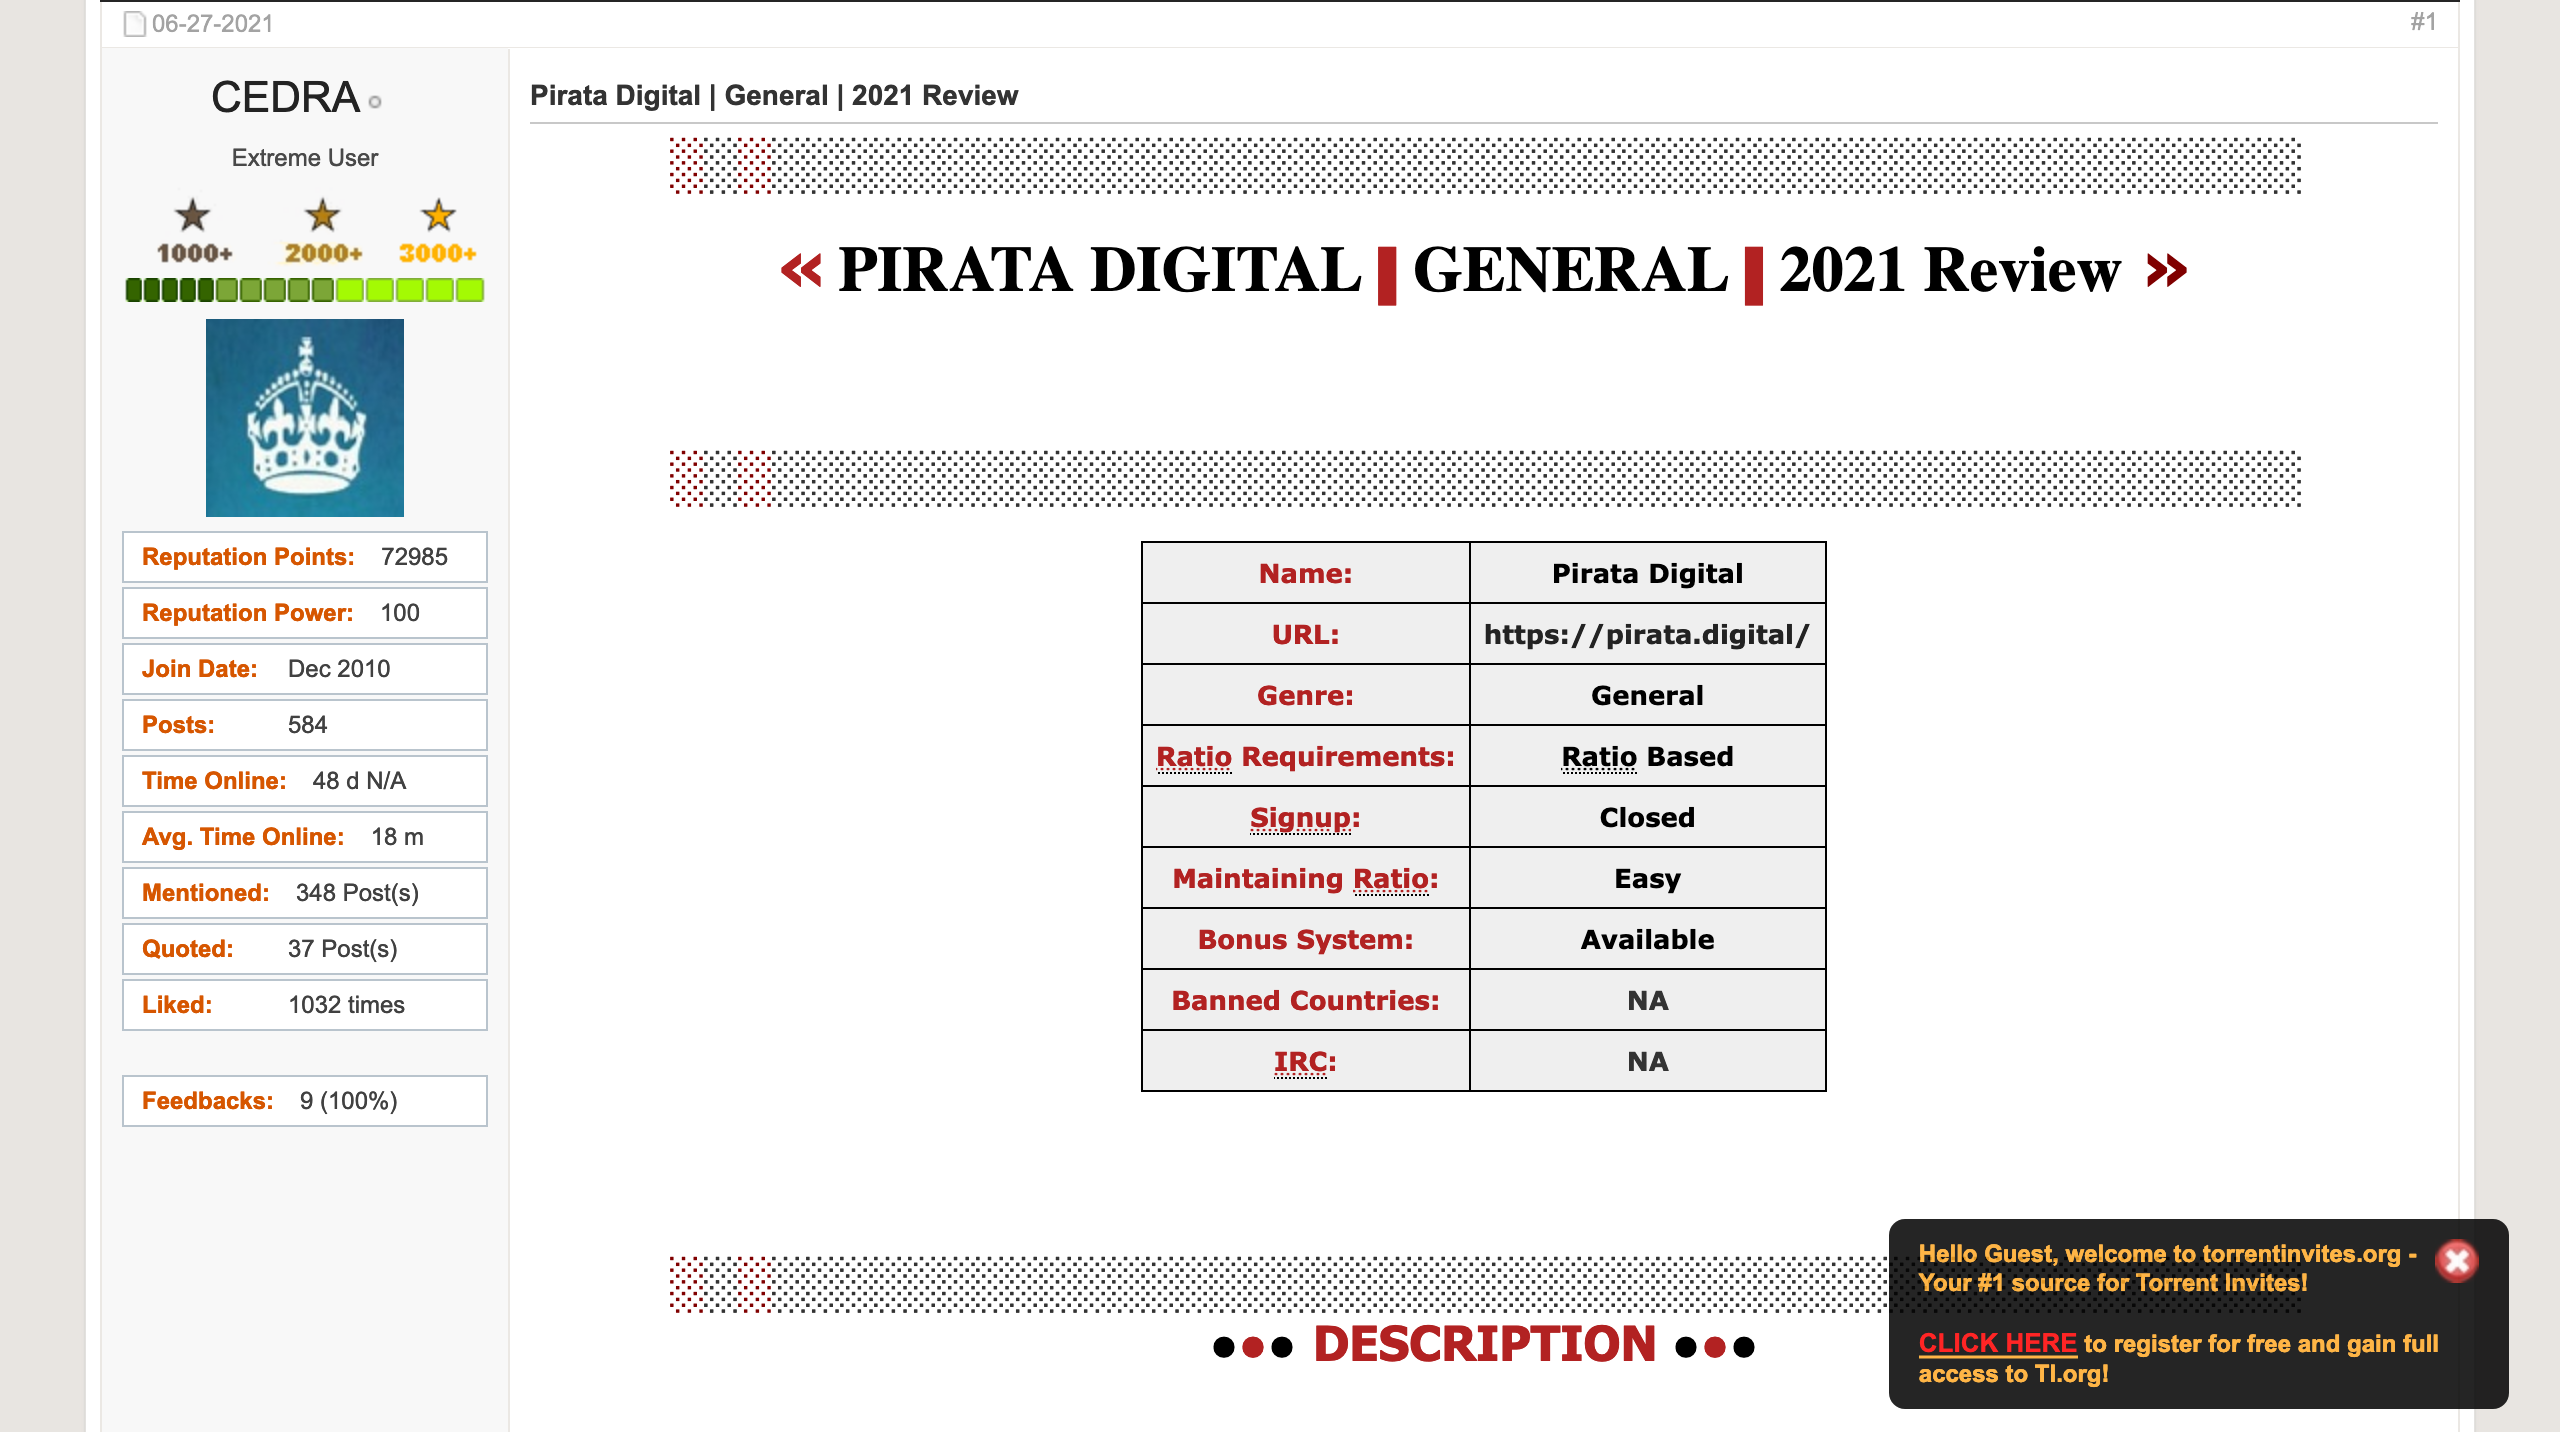 06-27-2021
#1
CEDRA
Extreme User
1000+ 2000+ 3000+
Reputation Points: 72985
Reputation Power: 100
Join Date: Dec 2010
Posts: 584
Time Online: 48 d N/A
Avg. Time Online: 18 m
Mentioned: 348 Post(s)
Quoted: 37 Post(s)
Liked: 1032 times
Feedbacks: 9 (100%)
Pirata Digital | General | 2021 Review
« PIRATA DIGITAL | GENERAL | 2021 Review »
Name: Pirata Digital
URL: https://pirata.digital/
Genre: General
Ratio Requirements: Ratio Based
Signup: Closed
Maintaining Ratio: Easy
Bonus System: Available
Banned Countries: NA
IRC: NA
●●● DESCRIPTION ●●●
Hello Guest, welcome to torrentinvites.org -
Your #1 source for Torrent Invites!
CLICK HERE to register for free and gain full
access to TI.org!